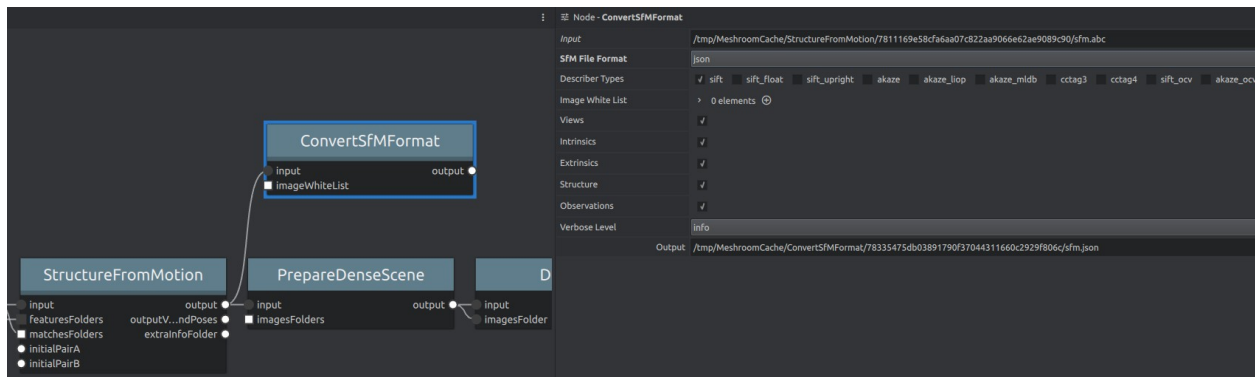 ConvertSfMFormat
input output
imageWhiteList
StructureFromMotion
input output
featuresFolders outputV...ndPoses
matchesFolders extraInfoFolder
initialPairA
initialPairB
PrepareDenseScene
input output
imagesFolders
D
input
imagesFolder
Node - ConvertSfMFormat
Input /tmp/MeshroomCache/StructureFromMotion/7811169e58cfa6aa07c822aa9066e62ae9089c90/sfm.abc
SfM File Format json
Describer Types sift sift_float sift_upright akaze akaze_liop akaze_mldb cctag3 cctag4 sift_ocv akaze_ocv
Image White List 0 elements
Views
Intrinsics
Extrinsics
Structure
Observations
Verbose Level info
Output /tmp/MeshroomCache/ConvertSfMFormat/78335475db03891790f37044311660c2929f806c/sfm.json